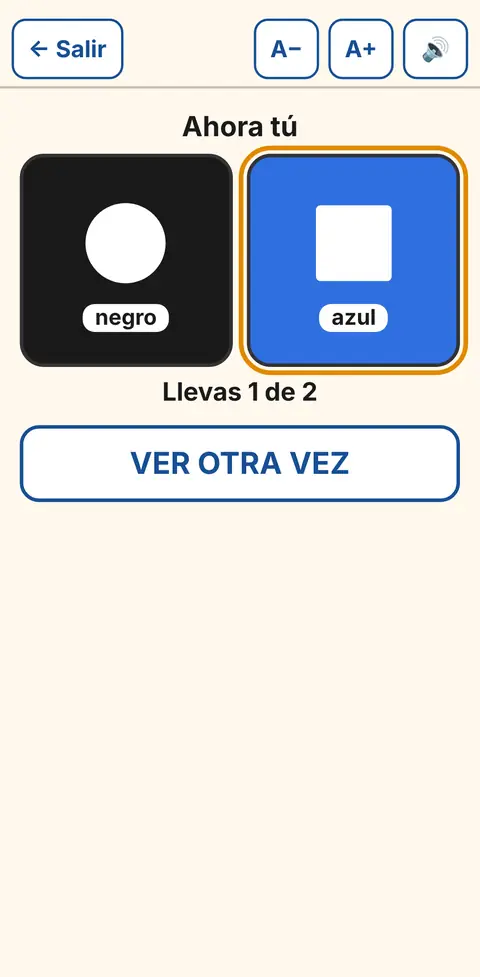 ← Salir A− A+
Ahora tú
negro azul
Llevas 1 de 2
VER OTRA VEZ